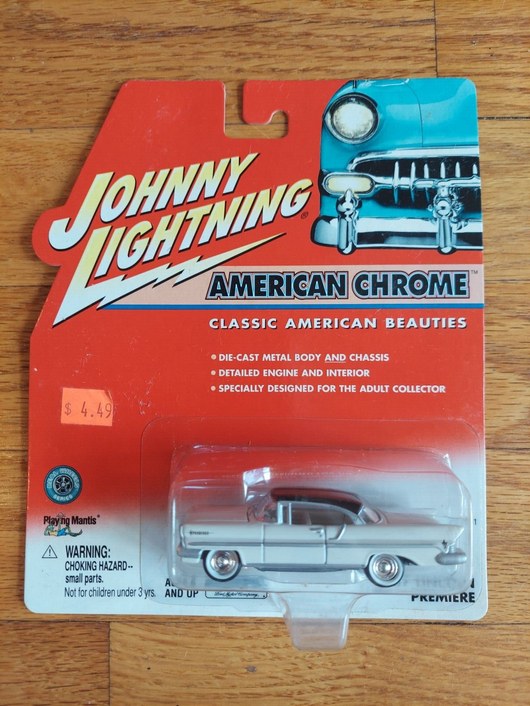 JOHNNY
LIGHTNING®
AMERICAN CHROME™
CLASSIC AMERICAN BEAUTIES
• DIE-CAST METAL BODY AND CHASSIS
• DETAILED ENGINE AND INTERIOR
• SPECIALLY DESIGNED FOR THE ADULT COLLECTOR
$ 4.49
SERIES
Playing Mantis®
WARNING:
CHOKING HAZARD--
small parts.
Not for children under 3 yrs.
AND UP
PREMIERE